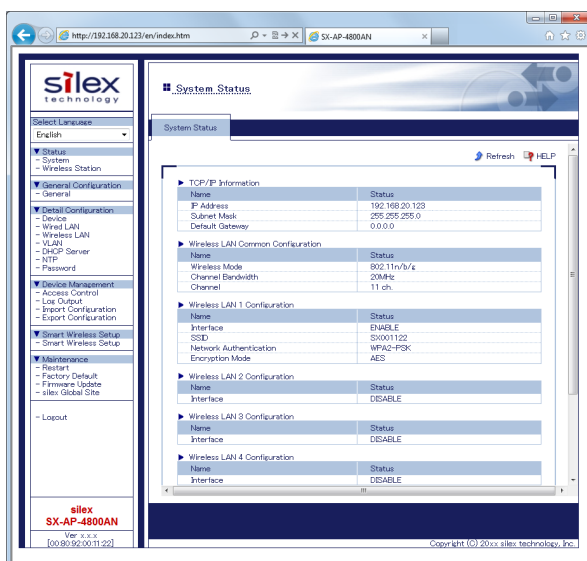 http://192.168.20.123/en/index.htm
SX-AP-4800AN
silex
technology
Select Language
English
▼ Status
- System
- Wireless Station
▼ General Configuration
- General
▼ Detail Configuration
- Device
- Wired LAN
- Wireless LAN
- VLAN
- DHCP Server
- NTP
- Password
▼ Device Management
- Access Control
- Log Output
- Import Configuration
- Export Configuration
▼ Smart Wireless Setup
- Smart Wireless Setup
▼ Maintenance
- Restart
- Factory Default
- Firmware Update
- silex Global Site
- Logout
silex
SX-AP-4800AN
Ver x.x.x
[00:80:92:00:11:22]
System Status
System Status
Refresh HELP
TCP/IP Information
Name Status
IP Address 192.168.20.123
Subnet Mask 255.255.255.0
Default Gateway 0.0.0.0
Wireless LAN Common Configuration
Name Status
Wireless Mode 802.11n/b/g
Channel Bandwidth 20MHz
Channel 11 ch.
Wireless LAN 1 Configuration
Name Status
Interface ENABLE
SSID SX001122
Network Authentication WPA2-PSK
Encryption Mode AES
Wireless LAN 2 Configuration
Name Status
Interface DISABLE
Wireless LAN 3 Configuration
Name Status
Interface DISABLE
Wireless LAN 4 Configuration
Name Status
Interface DISABLE
Copyright (C) 20xx silex technology, Inc.